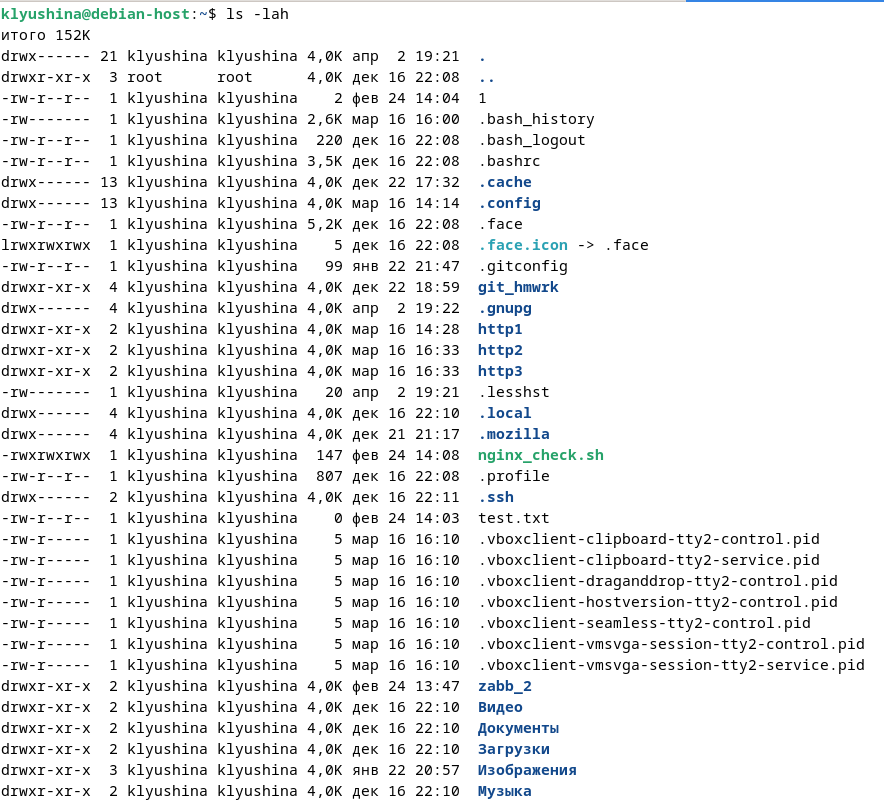 klyushina@debian-host:~$ ls -lah
итого 152K
drwx------ 21 klyushina klyushina 4,0K апр  2 19:21  .
drwxr-xr-x  3 root      root      4,0K дек 16 22:08  ..
-rw-r--r--  1 klyushina klyushina    2 фев 24 14:04  1
-rw-------  1 klyushina klyushina 2,6K мар 16 16:00  .bash_history
-rw-r--r--  1 klyushina klyushina  220 дек 16 22:08  .bash_logout
-rw-r--r--  1 klyushina klyushina 3,5K дек 16 22:08  .bashrc
drwx------ 13 klyushina klyushina 4,0K дек 22 17:32  .cache
drwx------ 13 klyushina klyushina 4,0K мар 16 14:14  .config
-rw-r--r--  1 klyushina klyushina 5,2K дек 16 22:08  .face
lrwxrwxrwx  1 klyushina klyushina    5 дек 16 22:08  .face.icon -> .face
-rw-r--r--  1 klyushina klyushina   99 янв 22 21:47  .gitconfig
drwxr-xr-x  4 klyushina klyushina 4,0K дек 22 18:59  git_hmwrk
drwx------  4 klyushina klyushina 4,0K апр  2 19:22  .gnupg
drwxr-xr-x  2 klyushina klyushina 4,0K мар 16 14:28  http1
drwxr-xr-x  2 klyushina klyushina 4,0K мар 16 16:33  http2
drwxr-xr-x  2 klyushina klyushina 4,0K мар 16 16:33  http3
-rw-------  1 klyushina klyushina   20 апр  2 19:21  .lesshst
drwx------  4 klyushina klyushina 4,0K дек 16 22:10  .local
drwx------  4 klyushina klyushina 4,0K дек 21 21:17  .mozilla
-rwxrwxrwx  1 klyushina klyushina  147 фев 24 14:08  nginx_check.sh
-rw-r--r--  1 klyushina klyushina  807 дек 16 22:08  .profile
drwx------  2 klyushina klyushina 4,0K дек 16 22:11  .ssh
-rw-r--r--  1 klyushina klyushina    0 фев 24 14:03  test.txt
-rw-r-----  1 klyushina klyushina    5 мар 16 16:10  .vboxclient-clipboard-tty2-control.pid
-rw-r-----  1 klyushina klyushina    5 мар 16 16:10  .vboxclient-clipboard-tty2-service.pid
-rw-r-----  1 klyushina klyushina    5 мар 16 16:10  .vboxclient-draganddrop-tty2-control.pid
-rw-r-----  1 klyushina klyushina    5 мар 16 16:10  .vboxclient-hostversion-tty2-control.pid
-rw-r-----  1 klyushina klyushina    5 мар 16 16:10  .vboxclient-seamless-tty2-control.pid
-rw-r-----  1 klyushina klyushina    5 мар 16 16:10  .vboxclient-vmsvga-session-tty2-control.pid
-rw-r-----  1 klyushina klyushina    5 мар 16 16:10  .vboxclient-vmsvga-session-tty2-service.pid
drwxr-xr-x  2 klyushina klyushina 4,0K фев 24 13:47  zabb_2
drwxr-xr-x  2 klyushina klyushina 4,0K дек 16 22:10  Видео
drwxr-xr-x  2 klyushina klyushina 4,0K дек 16 22:10  Документы
drwxr-xr-x  2 klyushina klyushina 4,0K дек 16 22:10  Загрузки
drwxr-xr-x  3 klyushina klyushina 4,0K янв 22 20:57  Изображения
drwxr-xr-x  2 klyushina klyushina 4,0K дек 16 22:10  Музыка